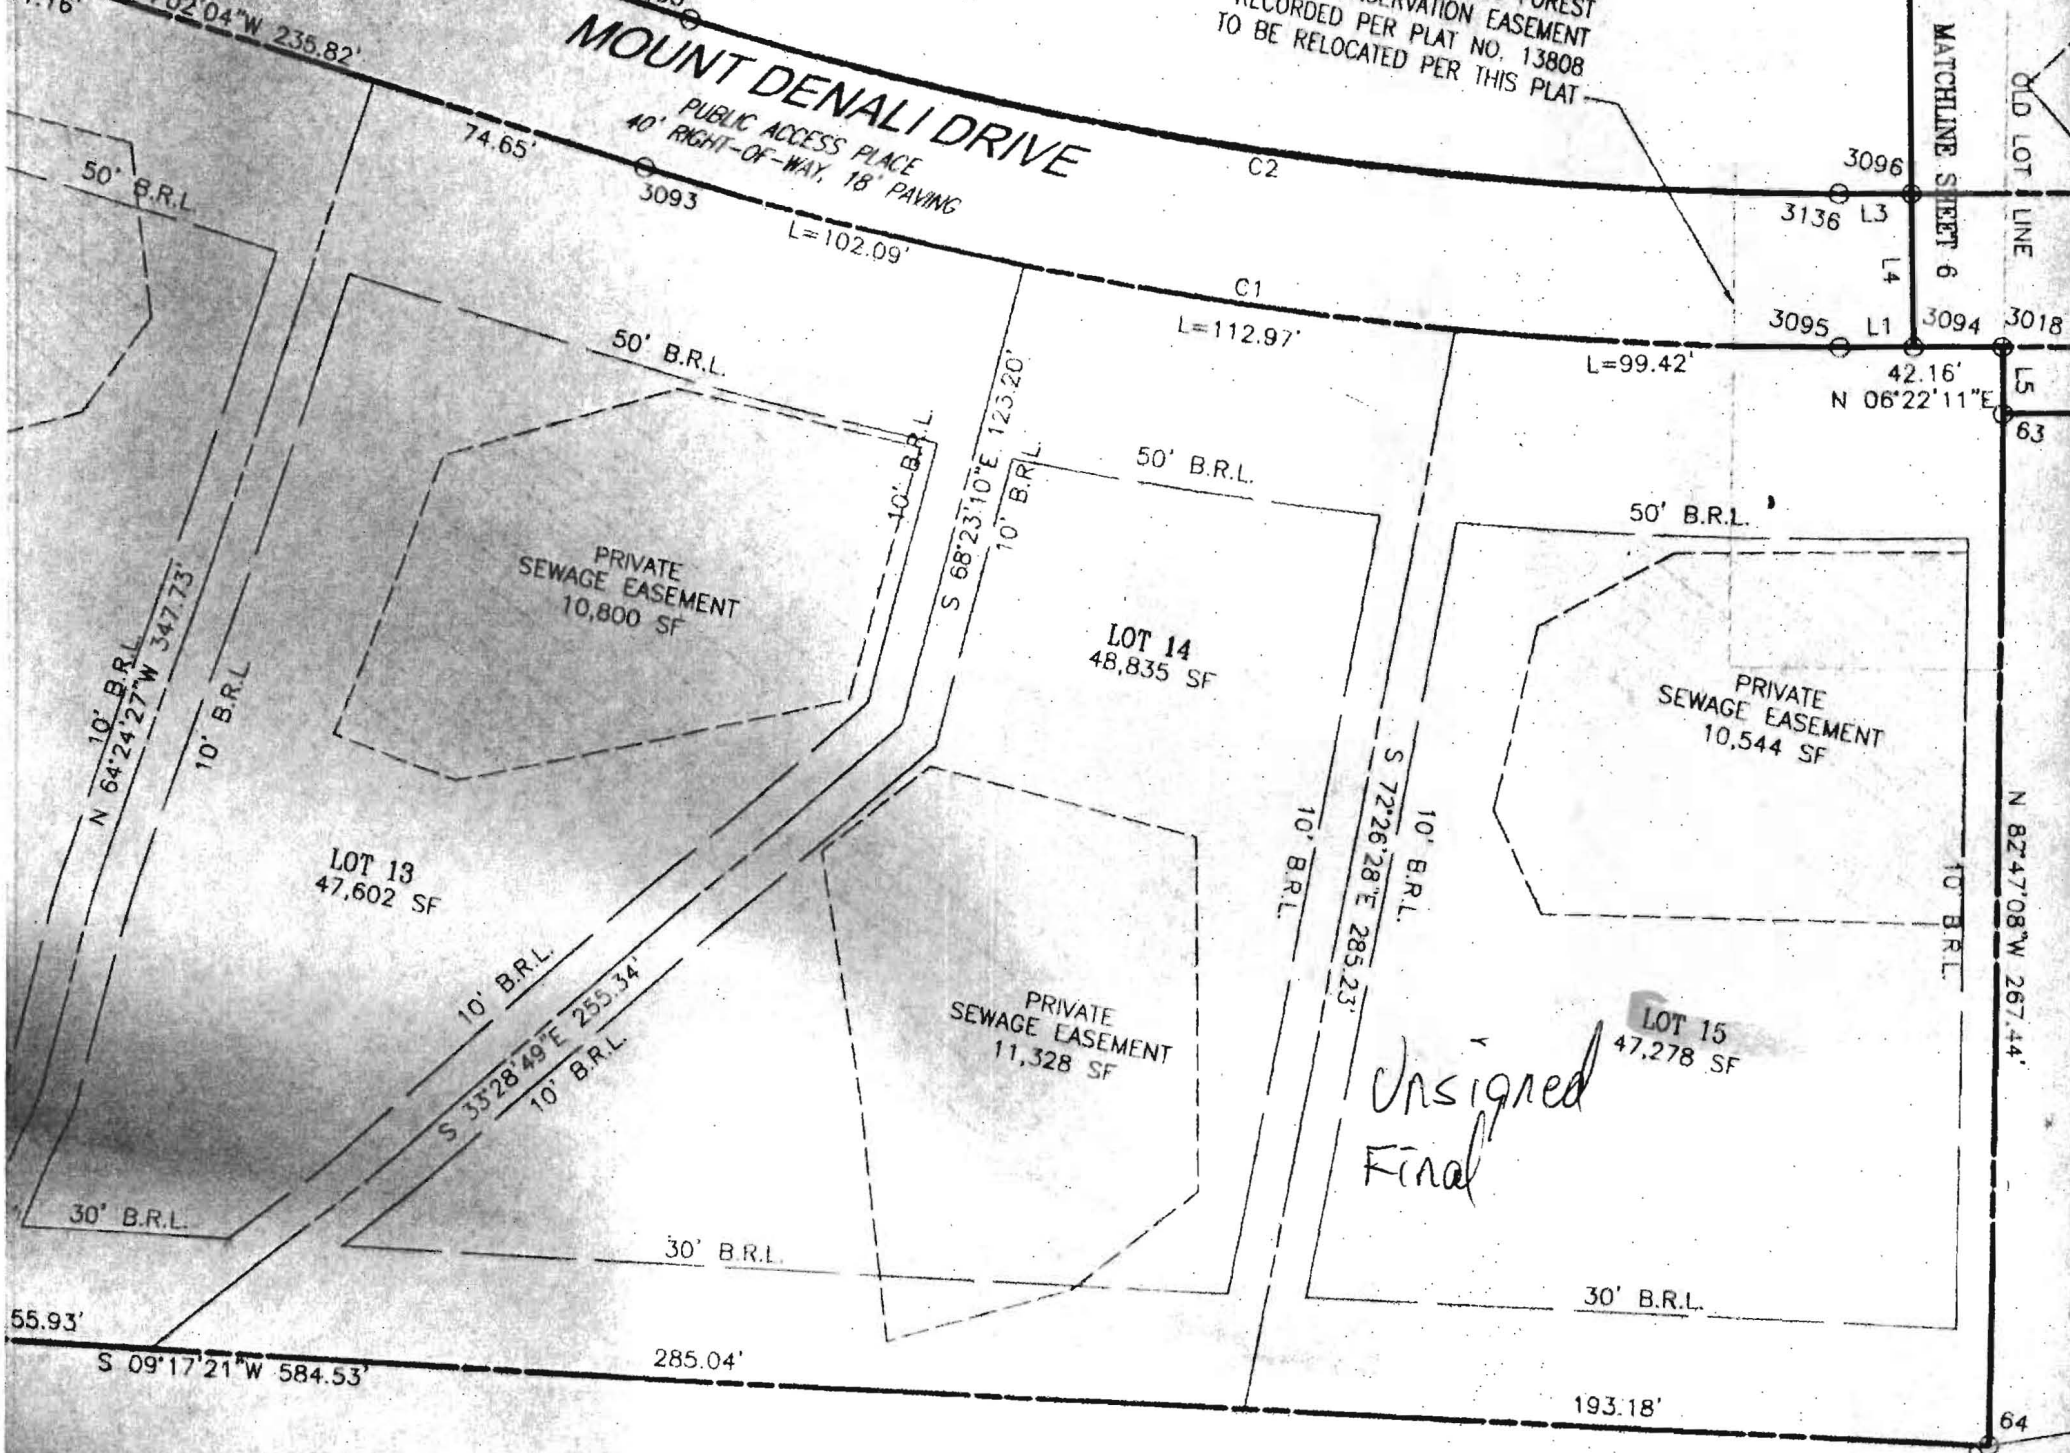 02'04"W 235.82'
FOREST
EASEMENT
RECORDED PER PLAT NO. 13808
TO BE RELOCATED PER THIS PLAT
MATCHLINE SHEET 6
OLD LOT LINE
MOUNT DENALI DRIVE
PUBLIC ACCESS PLACE
40' RIGHT-OF-WAY, 18' PAVING
74.65'
3093
L=102.09'
C2
3096
3136 L3
L4
C1
L=112.97'
L=99.42'
3095 L1 3094 3018
42.16'
N 06°22'11"E
L5
63
50' B.R.L.
50' B.R.L.
50' B.R.L.
50' B.R.L.
10' B.R.L.
S 68°23'10"E 123.20'
10' B.R.L.
PRIVATE
SEWAGE EASEMENT
10,800 SF
LOT 14
48,835 SF
PRIVATE
SEWAGE EASEMENT
10,544 SF
10' B.R.L.
N 64°24'27"W 347.73'
10' B.R.L.
LOT 13
47,602 SF
10' B.R.L.
S 72°26'28"E 285.23'
10' B.R.L.
10' B.R.L.
N 82°47'08"W 267.44'
10' B.R.L.
S 33°28'49"E 255.34'
10' B.R.L.
PRIVATE
SEWAGE EASEMENT
11,328 SF
LOT 15
47,278 SF
Unsigned
Final
30' B.R.L.
30' B.R.L.
30' B.R.L.
55.93'
S 09°17'21"W 584.53'
285.04'
193.18'
64